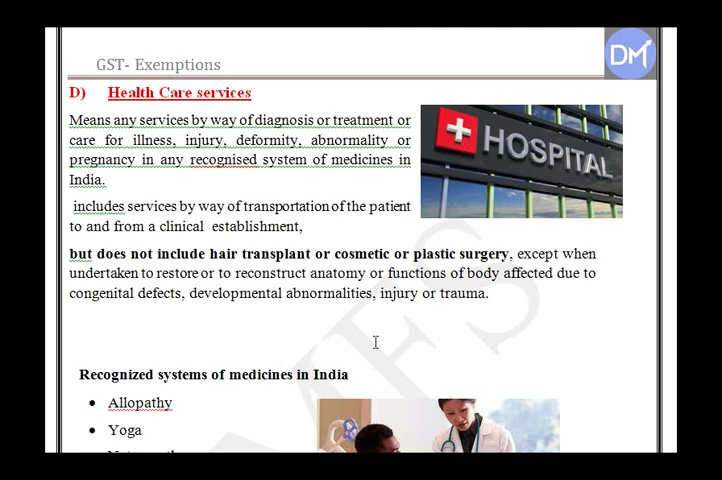 GST- Exemptions
DM
D) Health Care services
Means any services by way of diagnosis or treatment or
care for illness, injury, deformity, abnormality or
pregnancy in any recognised system of medicines in
India.
HOSPITAL
includes services by way of transportation of the patient
to and from a clinical establishment,
but does not include hair transplant or cosmetic or plastic surgery, except when
undertaken to restore or to reconstruct anatomy or functions of body affected due to
congenital defects, developmental abnormalities, injury or trauma.
Recognized systems of medicines in India
• Allopathy
• Yoga